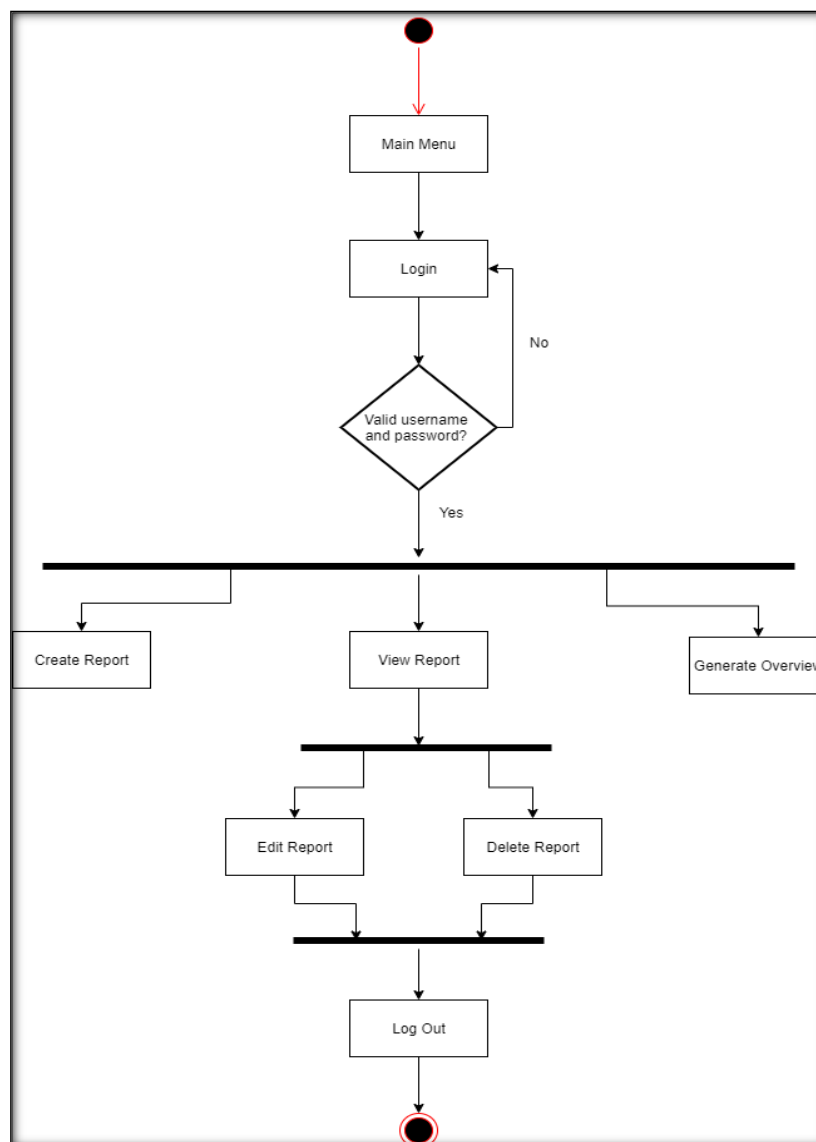 Main Menu
Login
No
Valid username
and password?
Yes
Create Report
View Report
Generate Overview
Edit Report
Delete Report
Log Out